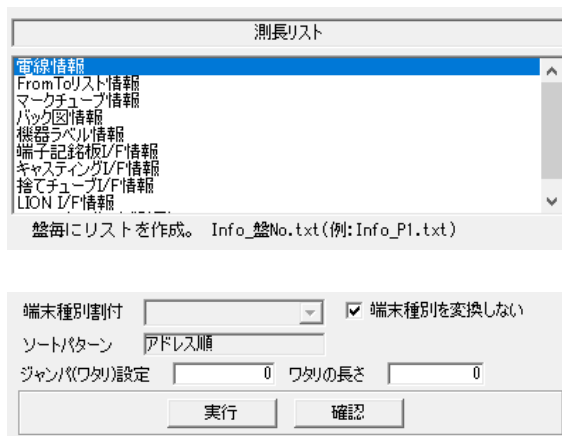 測長リスト
電線情報
FromToリスト情報
マークチューブ情報
バック図情報
機器ラベル情報
端子記銘板I/F情報
キャスティングI/F情報
捨てチューブI/F情報
LION I/F情報
盤毎にリストを作成。 Info_盤No.txt(例:Info_P1.txt)
端末種別割付 端末種別を変換しない
ソートパターン アドレス順
ジャンパ(ワタリ)設定 0 ワタリの長さ 0
実行 確認